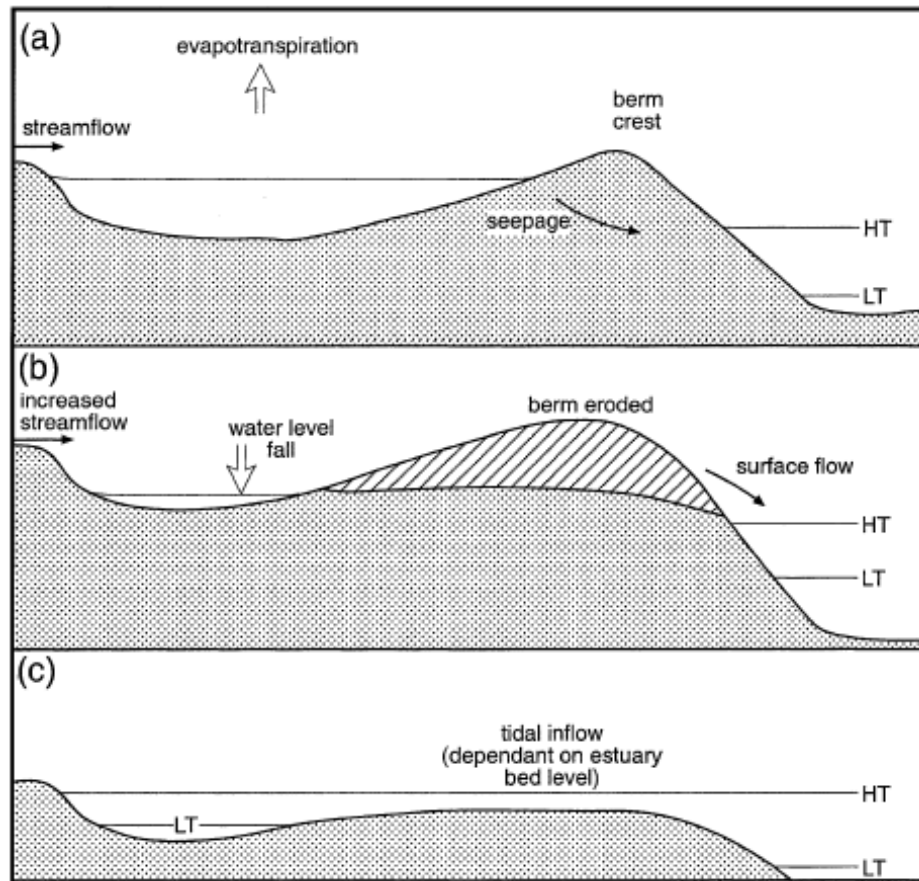 (a)
evapotranspiration
berm
crest
streamflow
seepage
HT
LT
(b)
increased
streamflow
berm eroded
water level
fall
surface flow
HT
LT
(c)
tidal inflow
(dependant on estuary
bed level)
HT
LT
LT